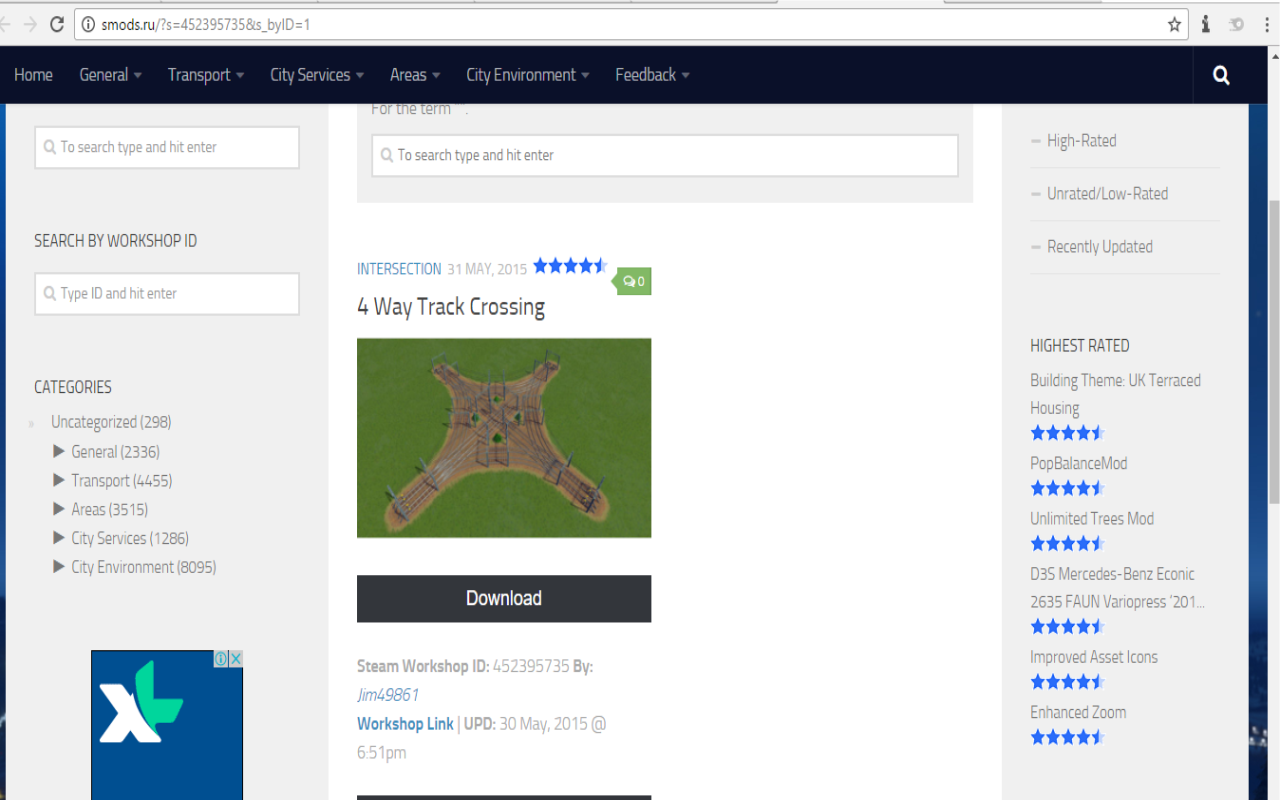 smods.ru/?s=452395735&s_byID=1
Home General Transport City Services Areas City Environment Feedback
To search type and hit enter
SEARCH BY WORKSHOP ID
Type ID and hit enter
CATEGORIES
» Uncategorized (298)
General (2336)
Transport (4455)
Areas (3515)
City Services (1286)
City Environment (8095)
XL
For the term "".
To search type and hit enter
INTERSECTION 31 MAY, 2015
0
4 Way Track Crossing
Download
Steam Workshop ID: 452395735 By:
Jim49861
Workshop Link | UPD: 30 May, 2015 @
6:51pm
High-Rated
Unrated/Low-Rated
Recently Updated
HIGHEST RATED
Building Theme: UK Terraced
Housing
PopBalanceMod
Unlimited Trees Mod
D3S Mercedes-Benz Econic
2635 FAUN Variopress '201...
Improved Asset Icons
Enhanced Zoom